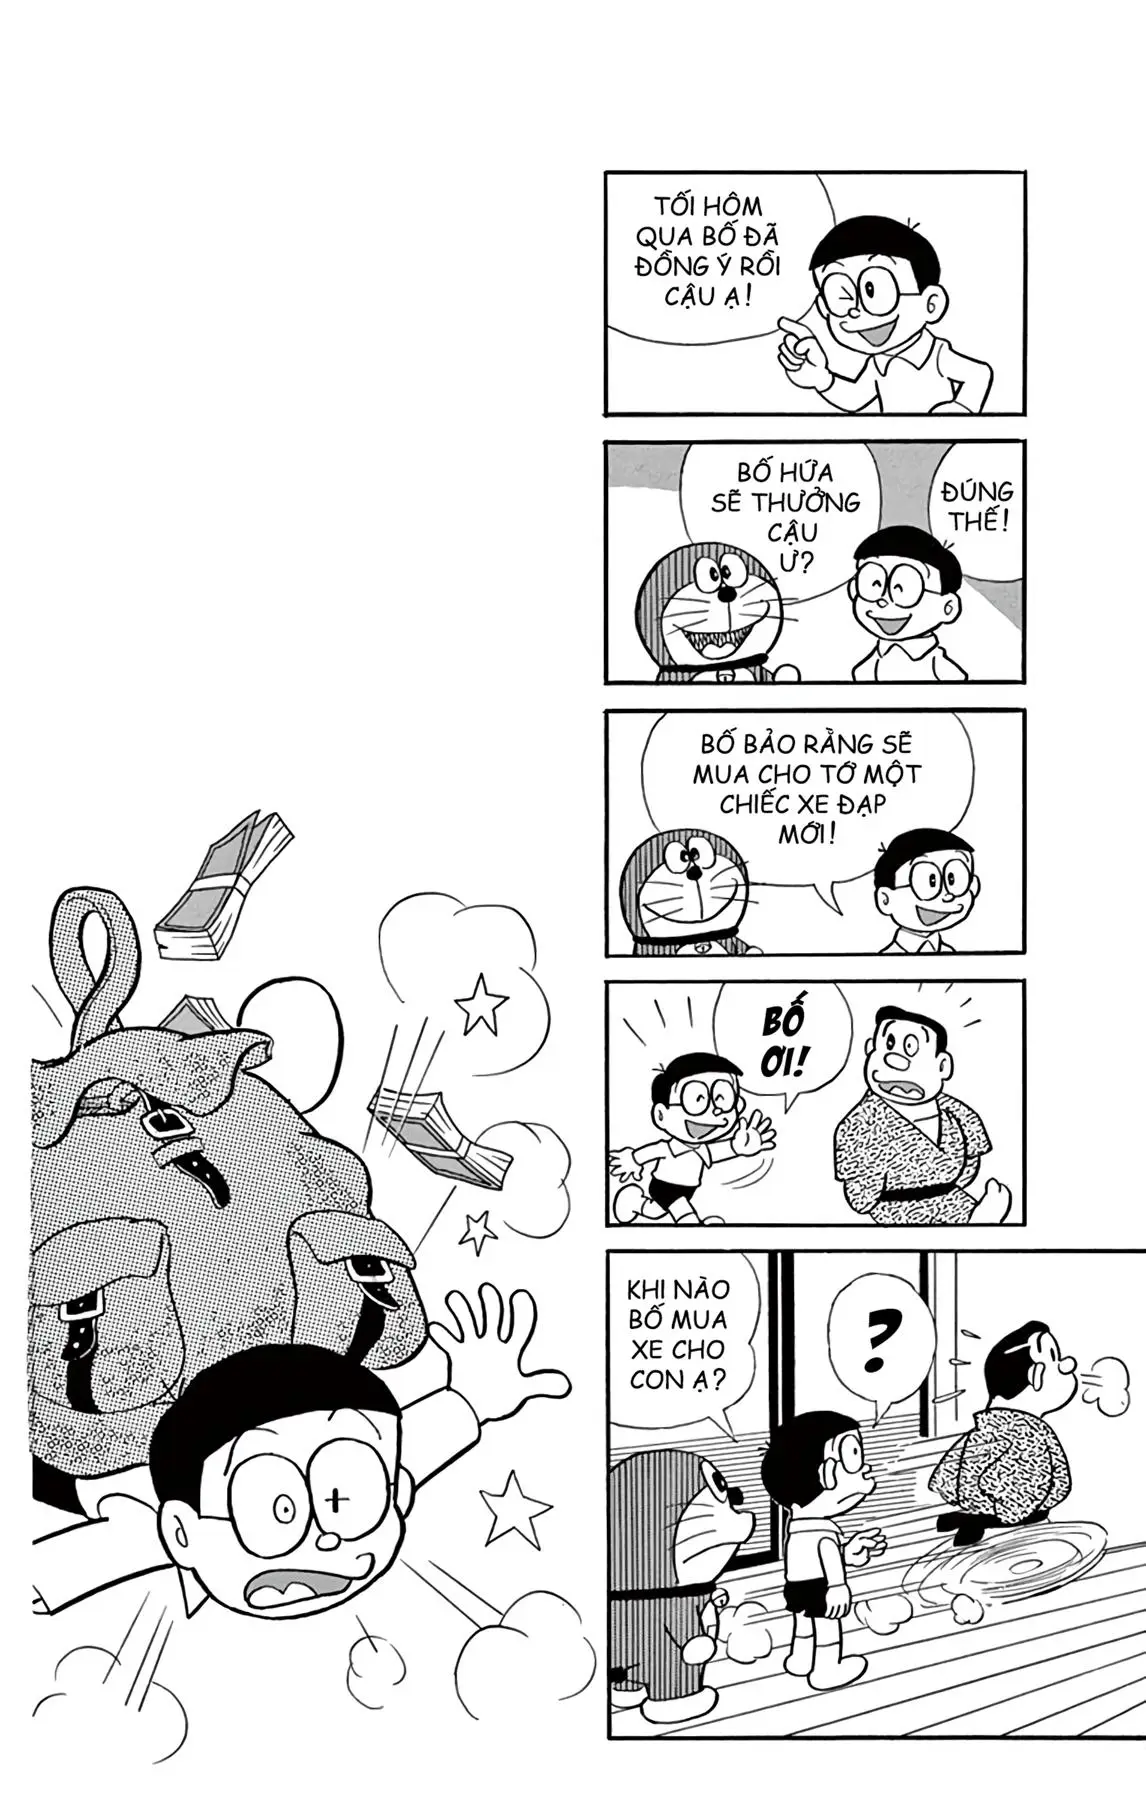 TỐI HÔM
QUA BỐ ĐÃ
ĐỒNG Ý RỒI
CẬU Ạ!
BỐ HỨA
SẼ THƯỞNG
CẬU
Ư?
ĐÚNG
THẾ!
BỐ BẢO RẰNG SẼ
MUA CHO TỚ MỘT
CHIẾC XE ĐẠP
MỚI!
BỐ
ƠI!
KHI NÀO
BỐ MUA
XE CHO
CON Ạ?
?